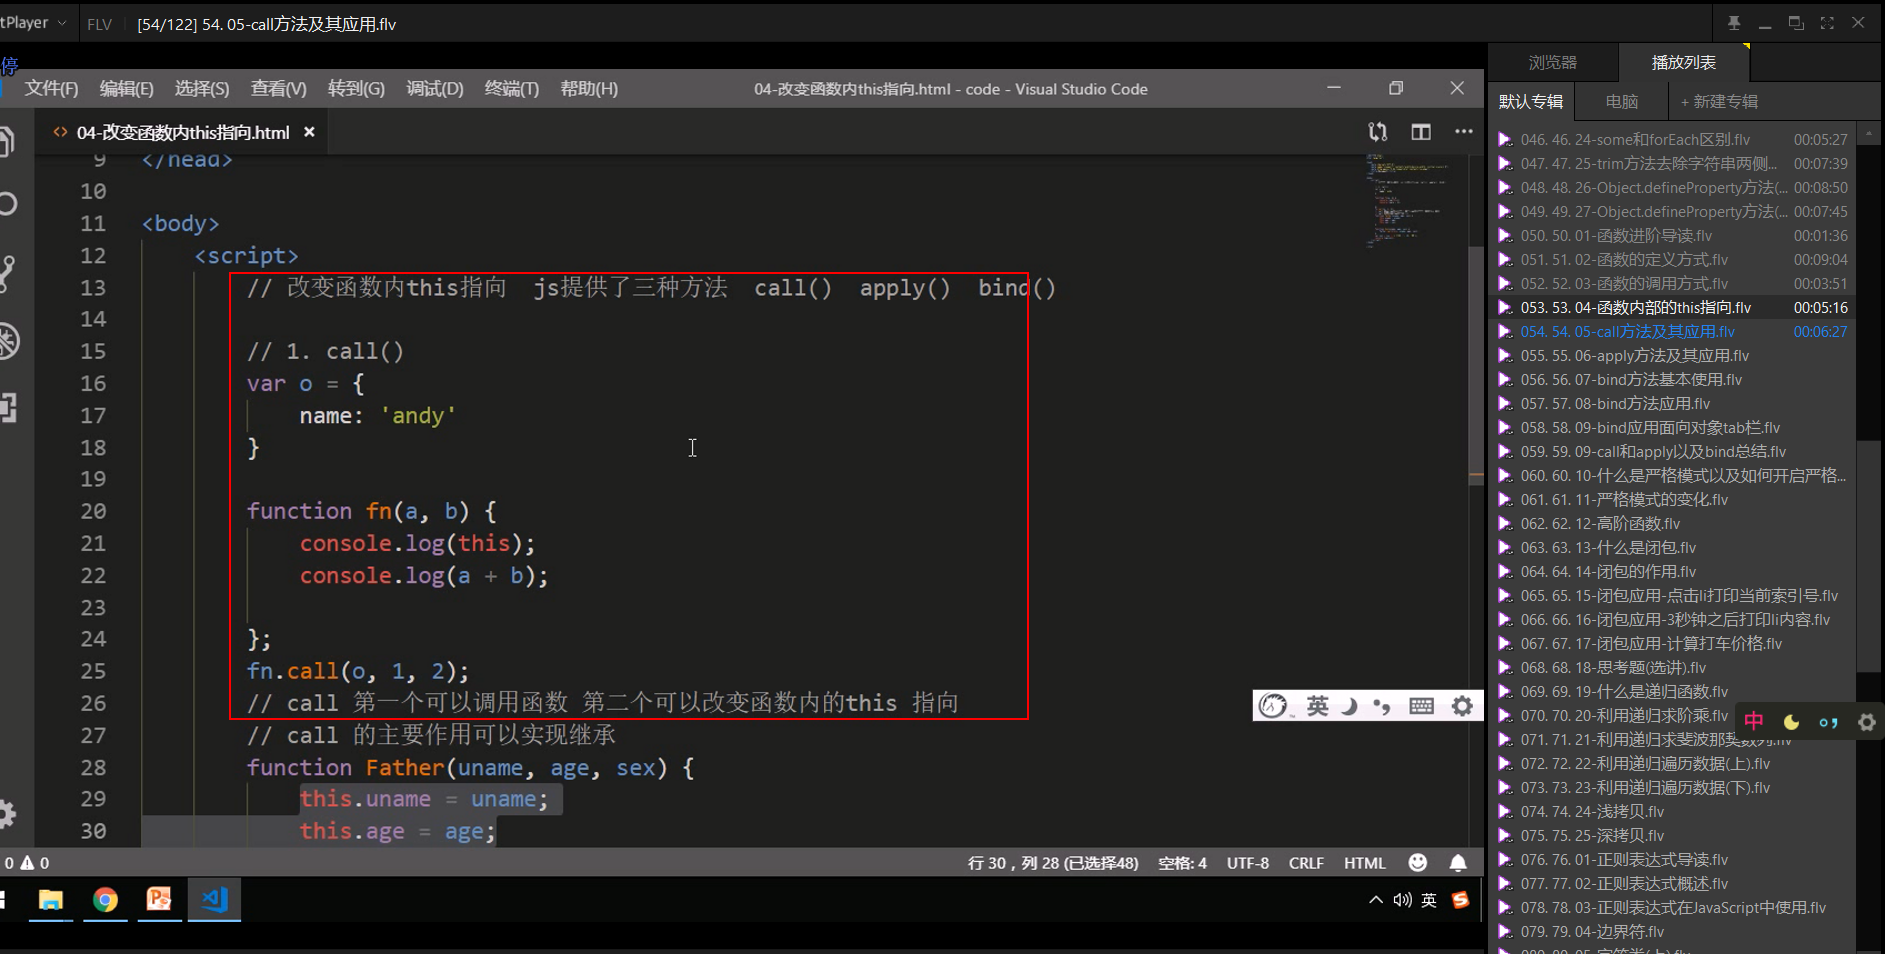 tPlayer FLV [54/122] 54. 05-call方法及其应用.flv
停
文件(F) 编辑(E) 选择(S) 查看(V) 转到(G) 调试(D) 终端(T) 帮助(H) 04-改变函数内this指向.html - code - Visual Studio Code
04-改变函数内this指向.html
9 </head>
10
11 <body>
12 <script>
13 // 改变函数内this指向 js提供了三种方法 call() apply() bind()
14
15 // 1. call()
16 var o = {
17 name: 'andy'
18 }
19
20 function fn(a, b) {
21 console.log(this);
22 console.log(a + b);
23
24 };
25 fn.call(o, 1, 2);
26 // call 第一个可以调用函数 第二个可以改变函数内的this 指向
27 // call 的主要作用可以实现继承
28 function Father(uname, age, sex) {
29 this.uname = uname;
30 this.age = age;
0 0
行 30，列 28 (已选择48) 空格: 4 UTF-8 CRLF HTML
英
英
浏览器 播放列表
默认专辑 电脑 + 新建专辑
046. 46. 24-some和forEach区别.flv 00:05:27
047. 47. 25-trim方法去除字符串两侧... 00:07:39
048. 48. 26-Object.defineProperty方法(... 00:08:50
049. 49. 27-Object.defineProperty方法(... 00:07:45
050. 50. 01-函数进阶导读.flv 00:01:36
051. 51. 02-函数的定义方式.flv 00:09:04
052. 52. 03-函数的调用方式.flv 00:03:51
053. 53. 04-函数内部的this指向.flv 00:05:16
054. 54. 05-call方法及其应用.flv 00:06:27
055. 55. 06-apply方法及其应用.flv
056. 56. 07-bind方法基本使用.flv
057. 57. 08-bind方法应用.flv
058. 58. 09-bind应用面向对象tab栏.flv
059. 59. 09-call和apply以及bind总结.flv
060. 60. 10-什么是严格模式以及如何开启严格...
061. 61. 11-严格模式的变化.flv
062. 62. 12-高阶函数.flv
063. 63. 13-什么是闭包.flv
064. 64. 14-闭包的作用.flv
065. 65. 15-闭包应用-点击li打印当前索引号.flv
066. 66. 16-闭包应用-3秒钟之后打印li内容.flv
067. 67. 17-闭包应用-计算打车价格.flv
068. 68. 18-思考题(选讲).flv
069. 69. 19-什么是递归函数.flv
070. 70. 20-利用递归求阶乘.flv
中
071. 71. 21-利用递归求斐波那契数列.flv
072. 72. 22-利用递归遍历数据(上).flv
073. 73. 23-利用递归遍历数据(下).flv
074. 74. 24-浅拷贝.flv
075. 75. 25-深拷贝.flv
076. 76. 01-正则表达式导读.flv
077. 77. 02-正则表达式概述.flv
078. 78. 03-正则表达式在JavaScript中使用.flv
079. 79. 04-边界符.flv